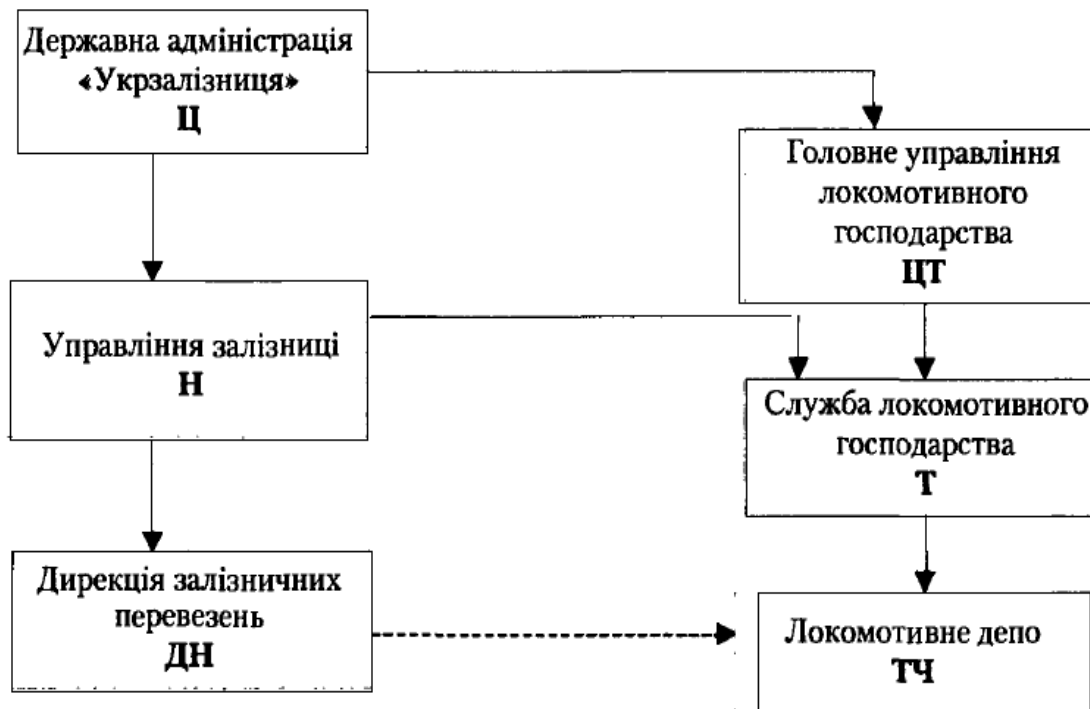 Державна адміністрація
«Укрзалізниця»
Ц
Головне управління
локомотивного
господарства
ЦТ
Управління залізниці
Н
Служба локомотивного
господарства
Т
Дирекція залізничних
перевезень
ДН
Локомотивне депо
ТЧ